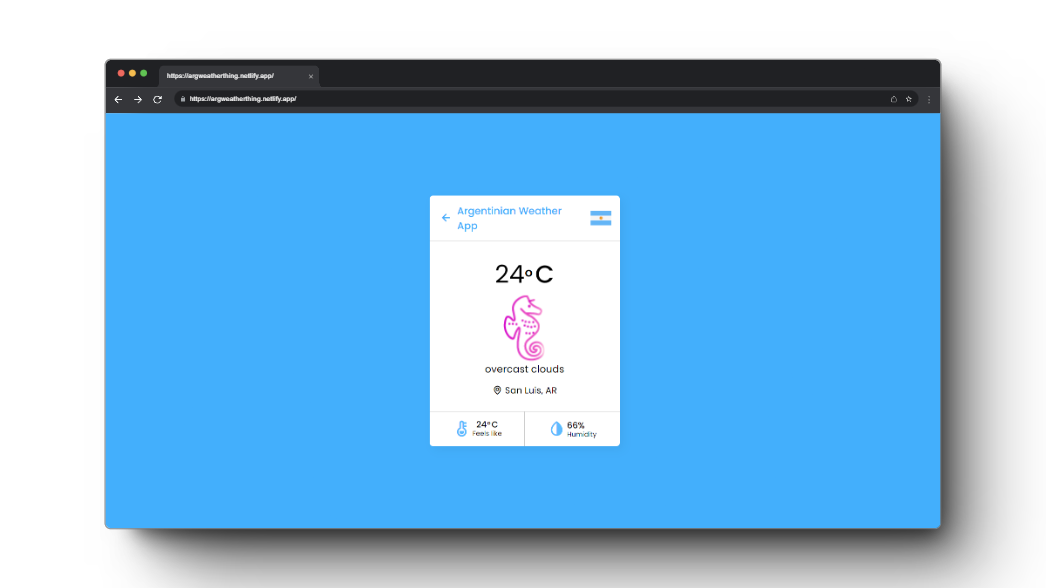 https://argweatherthing.netlify.app/
https://argweatherthing.netlify.app/
Argentinian Weather
App
24°C
overcast clouds
San Luis, AR
24°C
Feels like
66%
Humidity